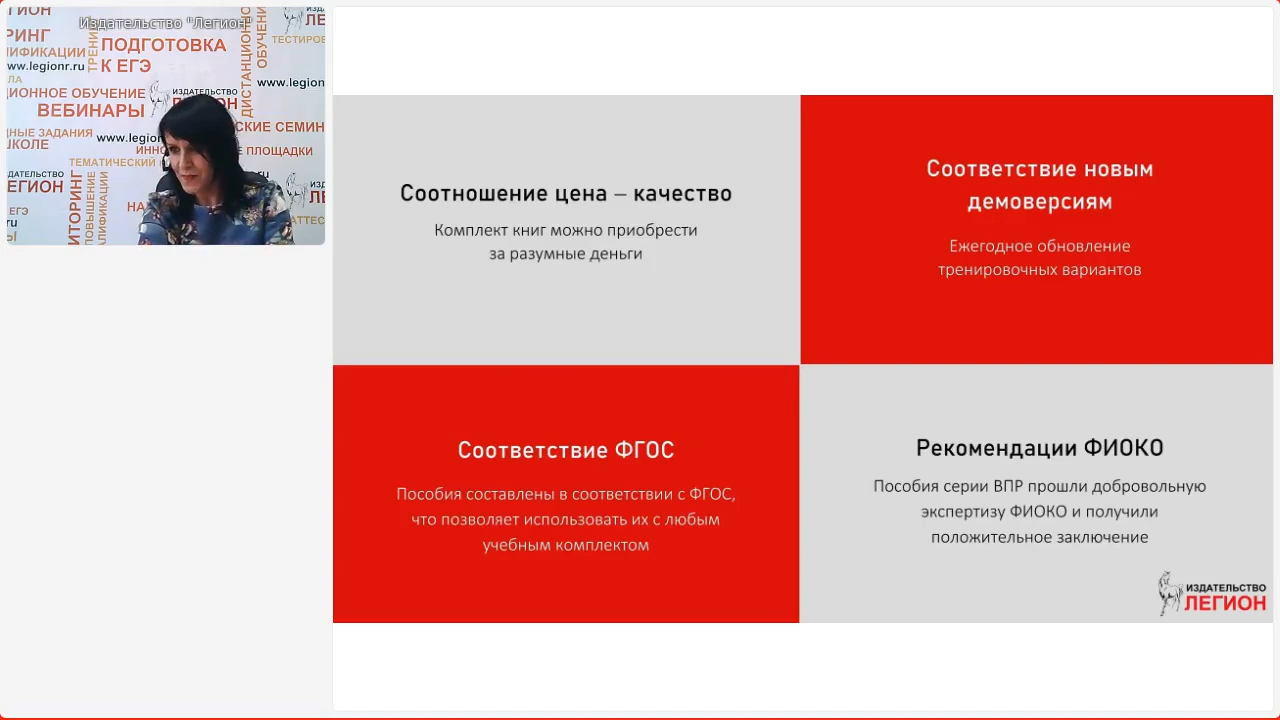 Издательство "Легион"
ПОДГОТОВКА
К ЕГЭ
www.legionr.ru
ВЕБИНАРЫ
Соотношение цена – качество
Комплект книг можно приобрести
за разумные деньги
Соответствие новым
демоверсиям
Ежегодное обновление
тренировочных вариантов
Соответствие ФГОС
Пособия составлены в соответствии с ФГОС,
что позволяет использовать их с любым
учебным комплектом
Рекомендации ФИОКО
Пособия серии ВПР прошли добровольную
экспертизу ФИОКО и получили
положительное заключение
ИЗДАТЕЛЬСТВО
ЛЕГИОН